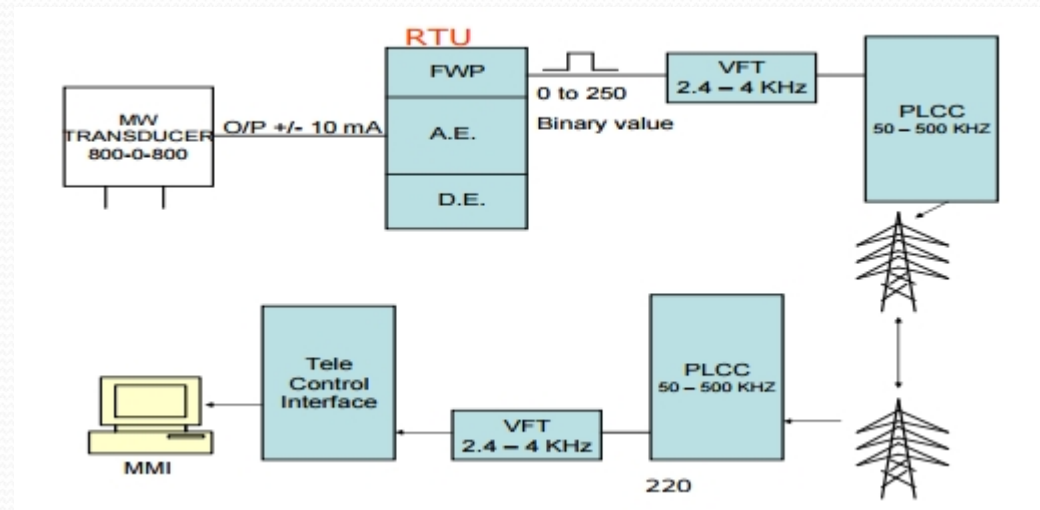 RTU
FWP
A.E.
D.E.
MW
TRANSDUCER
800-0-800
O/P +/- 10 mA
0 to 250
Binary value
VFT
2.4 – 4 KHz
PLCC
50 – 500 KHZ
Tele
Control
Interface
MMI
VFT
2.4 – 4 KHz
PLCC
50 – 500 KHZ
220